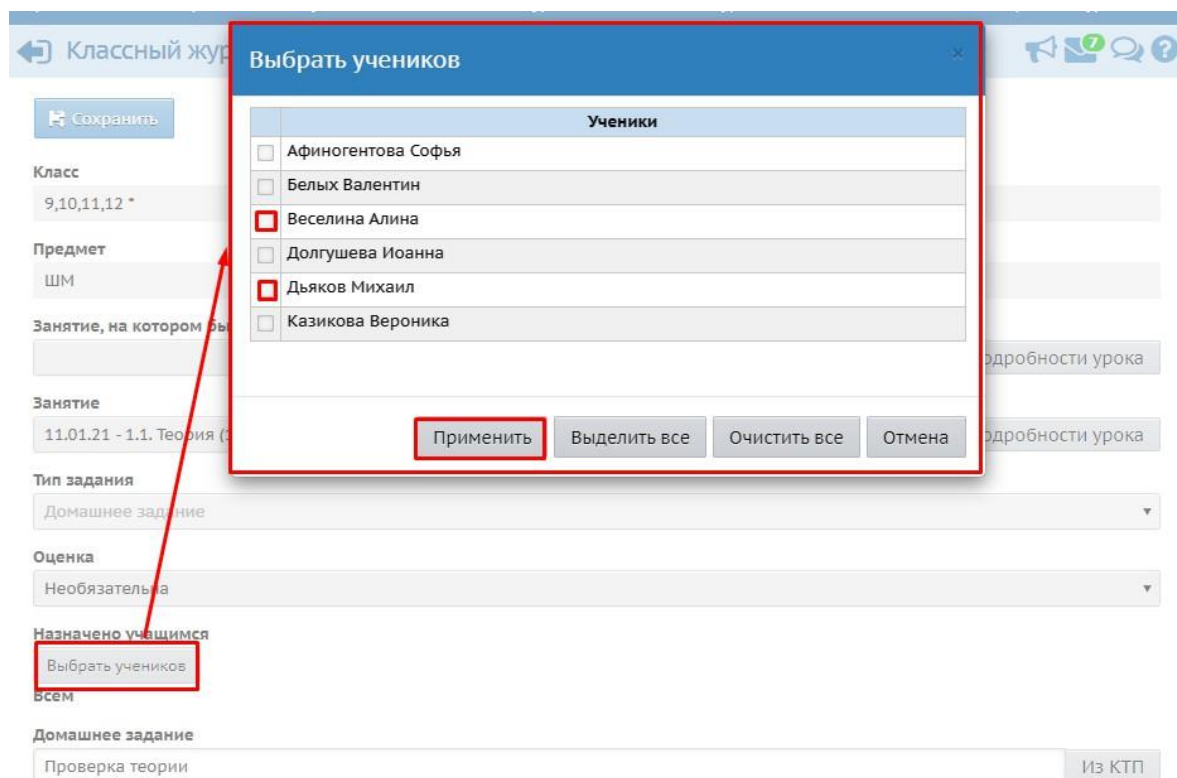 Классный жур
7
?
Сохранить
Класс
9,10,11,12 *
Предмет
ШМ
Занятие, на котором бы
одробности урока
Занятие
11.01.21 - 1.1. Теория (
одробности урока
Тип задания
Домашнее задание
Оценка
Необязательна
Назначено учащимся
Выбрать учеников
Всем
Домашнее задание
Проверка теории
Из КТП
Выбрать учеников
×
Ученики
Афиногентова Софья
Белых Валентин
Веселина Алина
Долгушева Иоанна
Дьяков Михаил
Казикова Вероника
Применить
Выделить все
Очистить все
Отмена